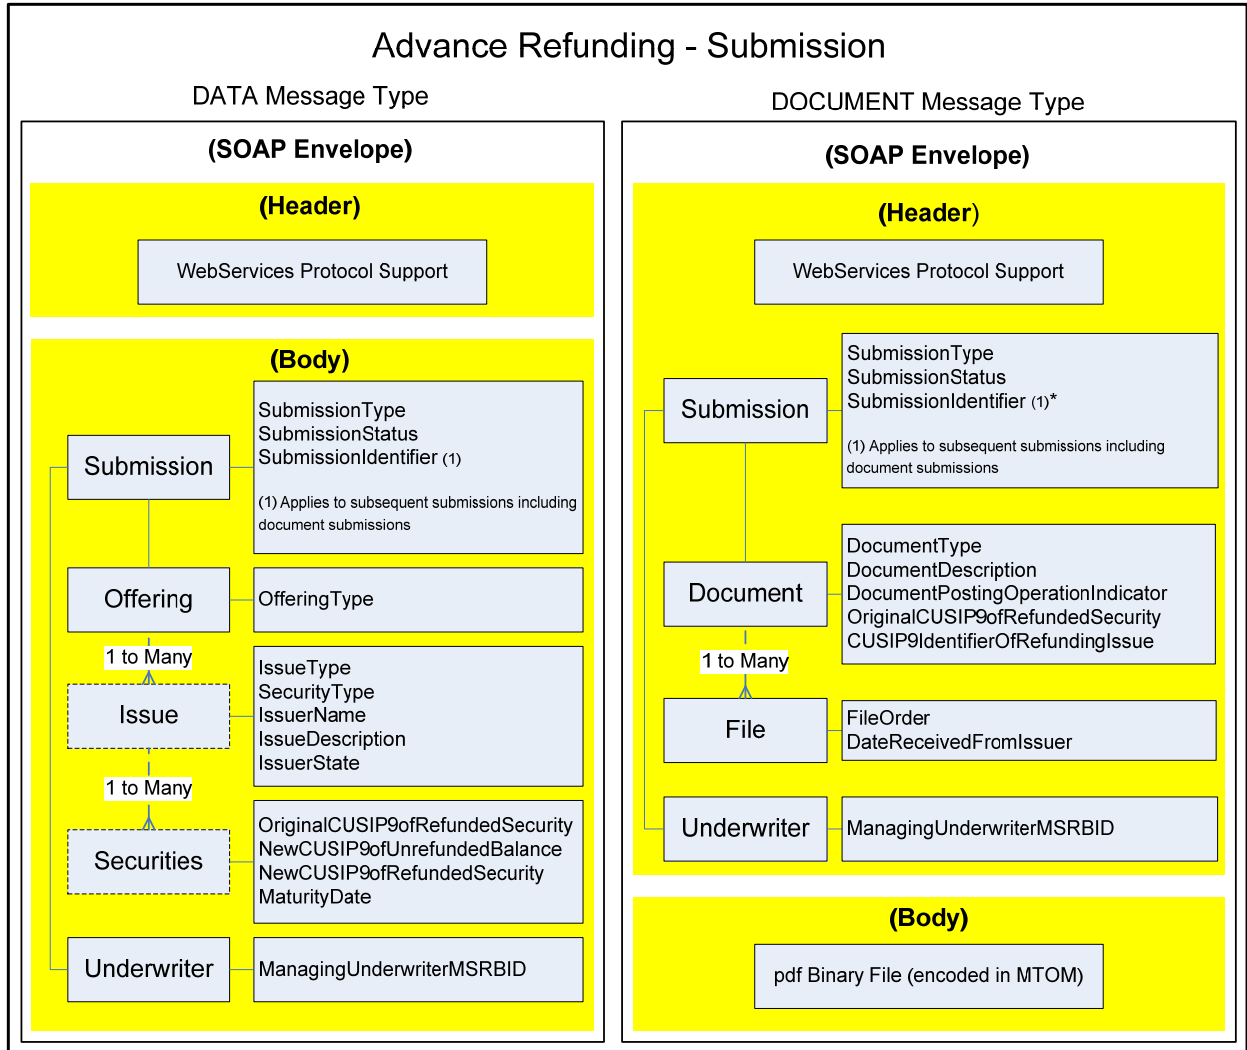 Advance Refunding - Submission
DATA Message Type
(SOAP Envelope)
(Header)
WebServices Protocol Support
(Body)
Submission
SubmissionType
SubmissionStatus
SubmissionIdentifier (1)
(1) Applies to subsequent submissions including
document submissions
Offering
OfferingType
1 to Many
Issue
IssueType
SecurityType
IssuerName
IssueDescription
IssuerState
1 to Many
Securities
OriginalCUSIP9ofRefundedSecurity
NewCUSIP9ofUnrefundedBalance
NewCUSIP9ofRefundedSecurity
MaturityDate
Underwriter
ManagingUnderwriterMSRBID
DOCUMENT Message Type
(SOAP Envelope)
(Header)
WebServices Protocol Support
Submission
SubmissionType
SubmissionStatus
SubmissionIdentifier (1)*
(1) Applies to subsequent submissions including
document submissions
Document
DocumentType
DocumentDescription
DocumentPostingOperationIndicator
OriginalCUSIP9ofRefundedSecurity
CUSIP9IdentifierOfRefundingIssue
1 to Many
File
FileOrder
DateReceivedFromIssuer
Underwriter
ManagingUnderwriterMSRBID
(Body)
pdf Binary File (encoded in MTOM)